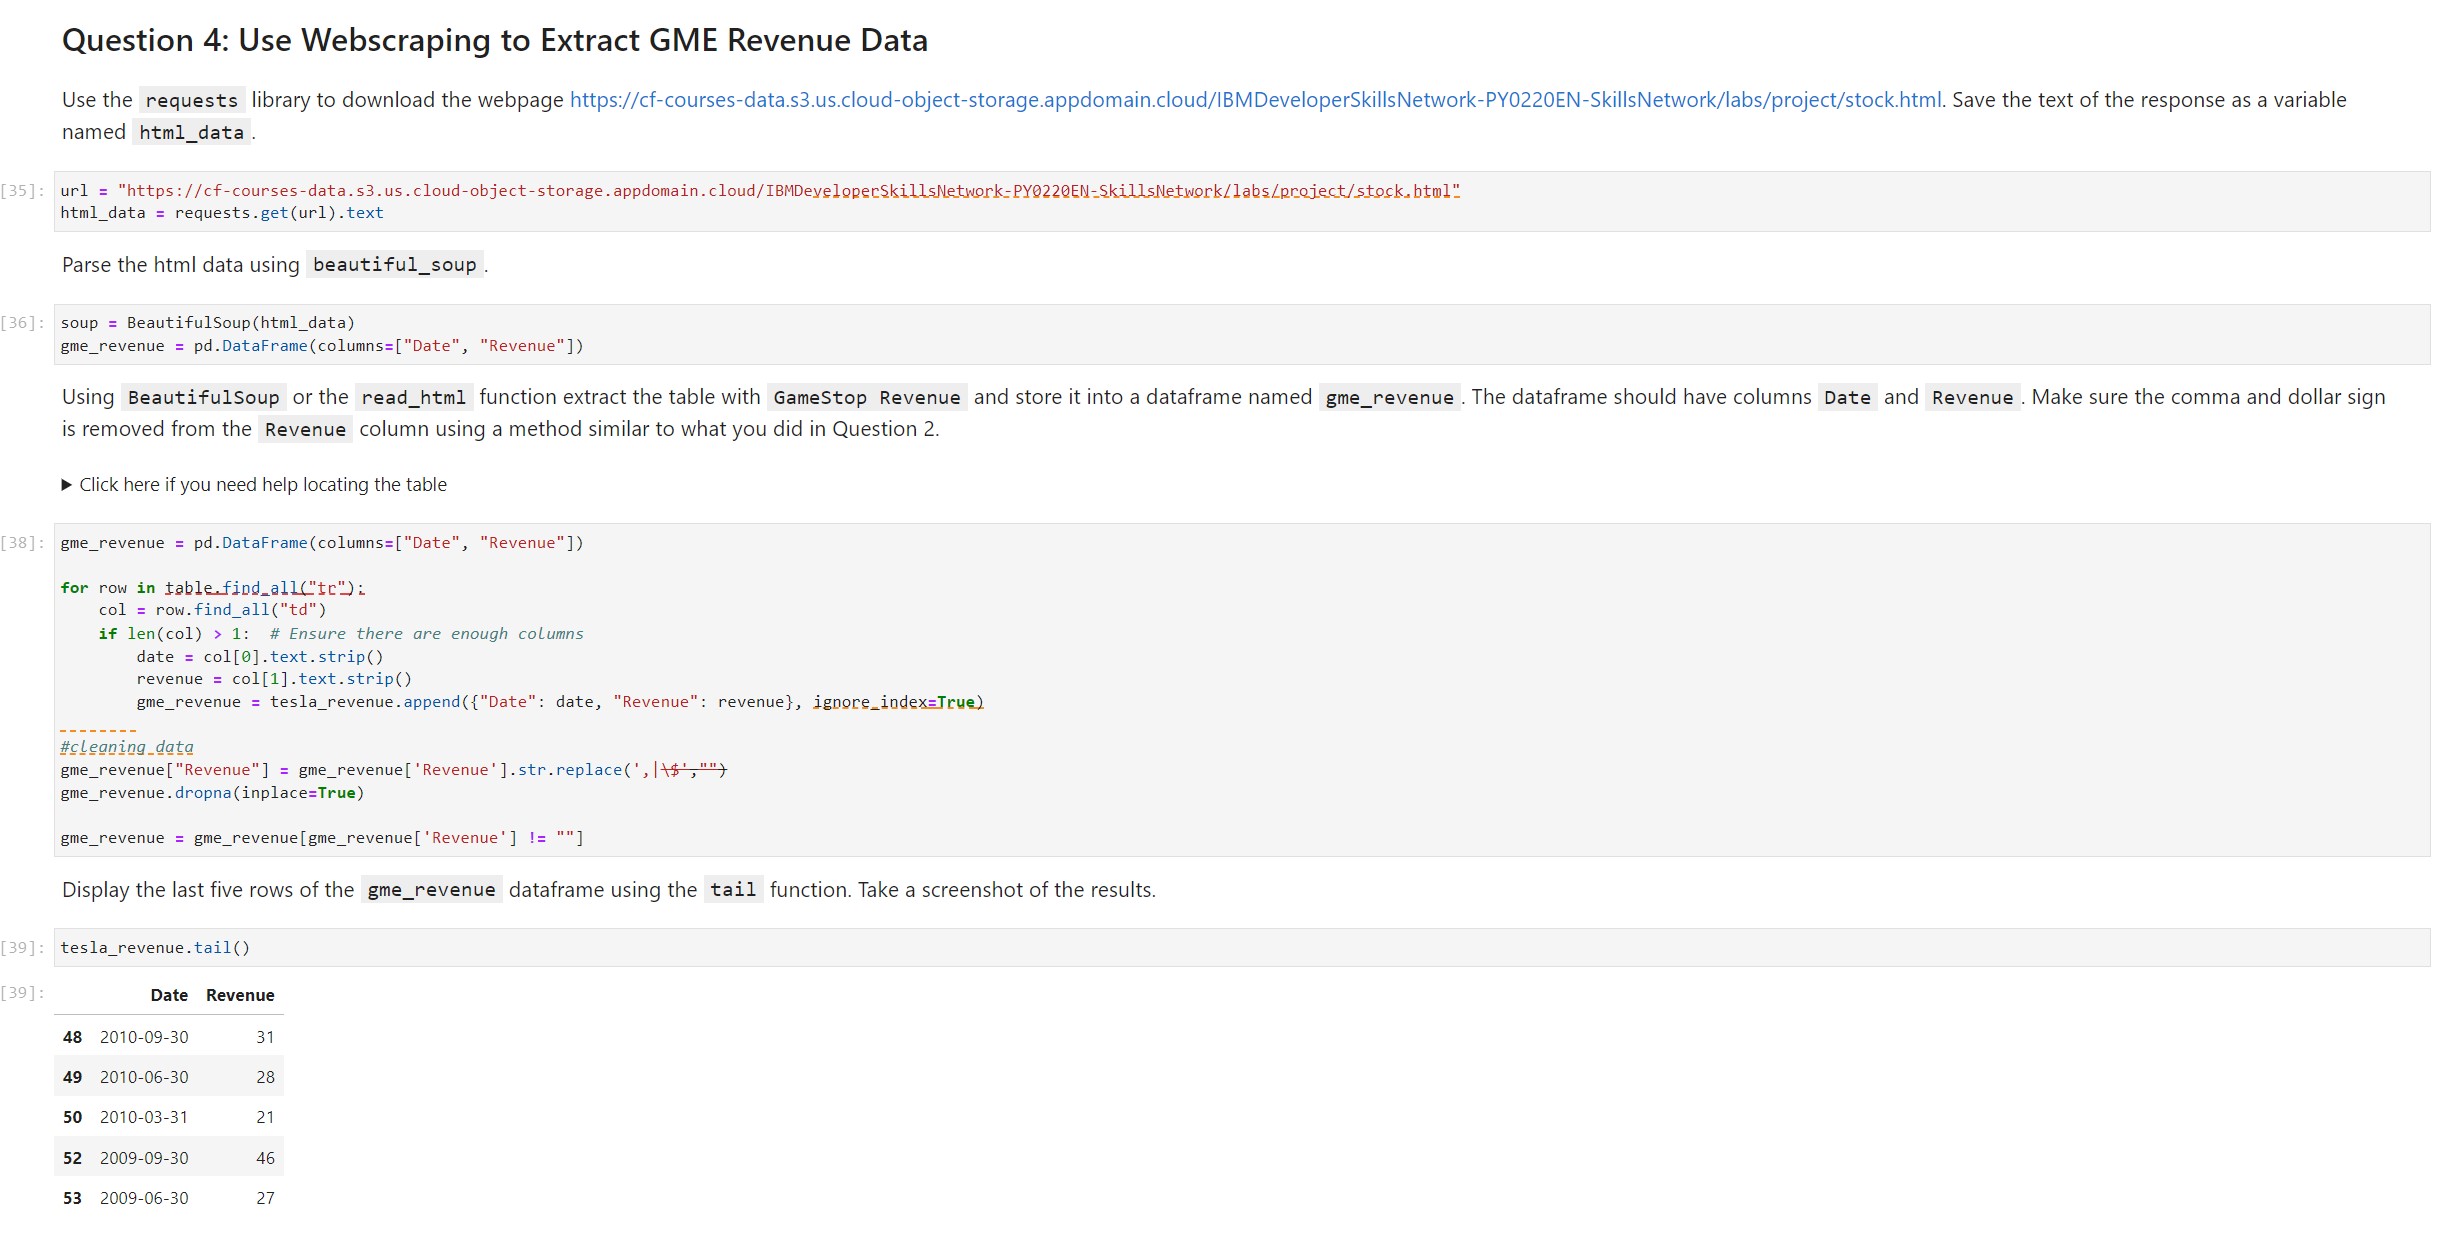 Question 4: Use Webscraping to Extract GME Revenue Data
Use the requests library to download the webpage https://cf-courses-data.s3.us.cloud-object-storage.appdomain.cloud/IBMDeveloperSkillsNetwork-PY0220EN-SkillsNetwork/labs/project/stock.html. Save the text of the response as a variable
named html_data.
[35]: url = "https://cf-courses-data.s3.us.cloud-object-storage.appdomain.cloud/IBMDeveloperSkillsNetwork-PY0220EN-SkillsNetwork/labs/project/stock.html"
html_data = requests.get(url).text
Parse the html data using beautiful_soup.
[36]: soup = BeautifulSoup(html_data)
gme_revenue = pd.DataFrame(columns=["Date", "Revenue"])
Using BeautifulSoup or the read_html function extract the table with GameStop Revenue and store it into a dataframe named gme_revenue. The dataframe should have columns Date and Revenue. Make sure the comma and dollar sign
is removed from the Revenue column using a method similar to what you did in Question 2.
▶ Click here if you need help locating the table
[38]: gme_revenue = pd.DataFrame(columns=["Date", "Revenue"])
for row in table.find_all("tr"):
    col = row.find_all("td")
    if len(col) > 1:  # Ensure there are enough columns
        date = col[0].text.strip()
        revenue = col[1].text.strip()
        gme_revenue = tesla_revenue.append({"Date": date, "Revenue": revenue}, ignore_index=True)
#cleaning data
gme_revenue["Revenue"] = gme_revenue['Revenue'].str.replace(',|\$',"")
gme_revenue.dropna(inplace=True)
gme_revenue = gme_revenue[gme_revenue['Revenue'] != ""]
Display the last five rows of the gme_revenue dataframe using the tail function. Take a screenshot of the results.
[39]: tesla_revenue.tail()
[39]: Date Revenue
48 2010-09-30 31
49 2010-06-30 28
50 2010-03-31 21
52 2009-09-30 46
53 2009-06-30 27